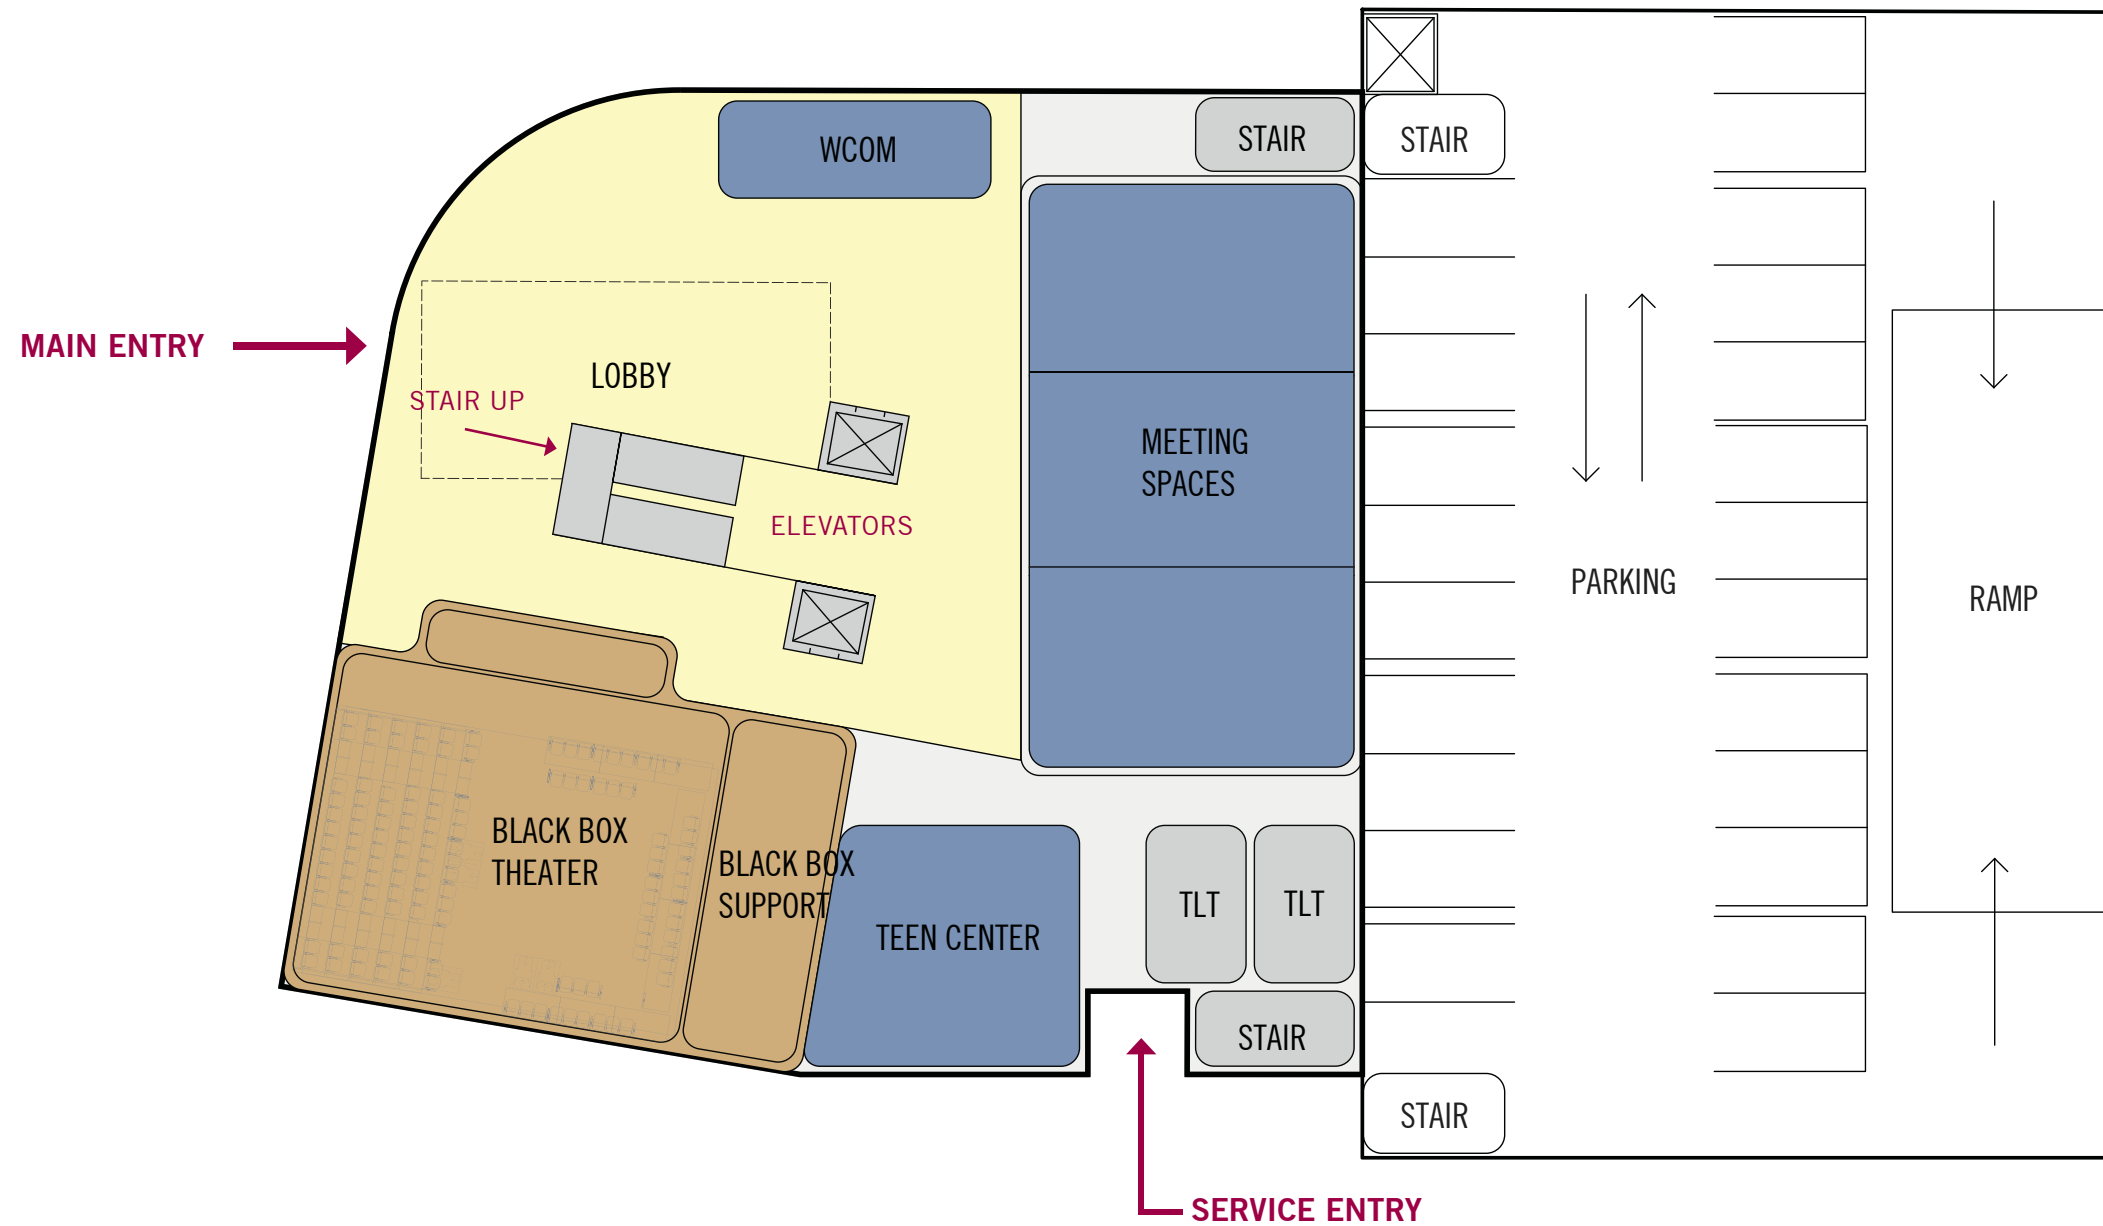 WCOM
STAIR
STAIR
MAIN ENTRY
LOBBY
STAIR UP
MEETING
SPACES
ELEVATORS
PARKING
RAMP
BLACK BOX
THEATER
BLACK BOX
SUPPORT
TEEN CENTER
TLT
TLT
STAIR
STAIR
SERVICE ENTRY